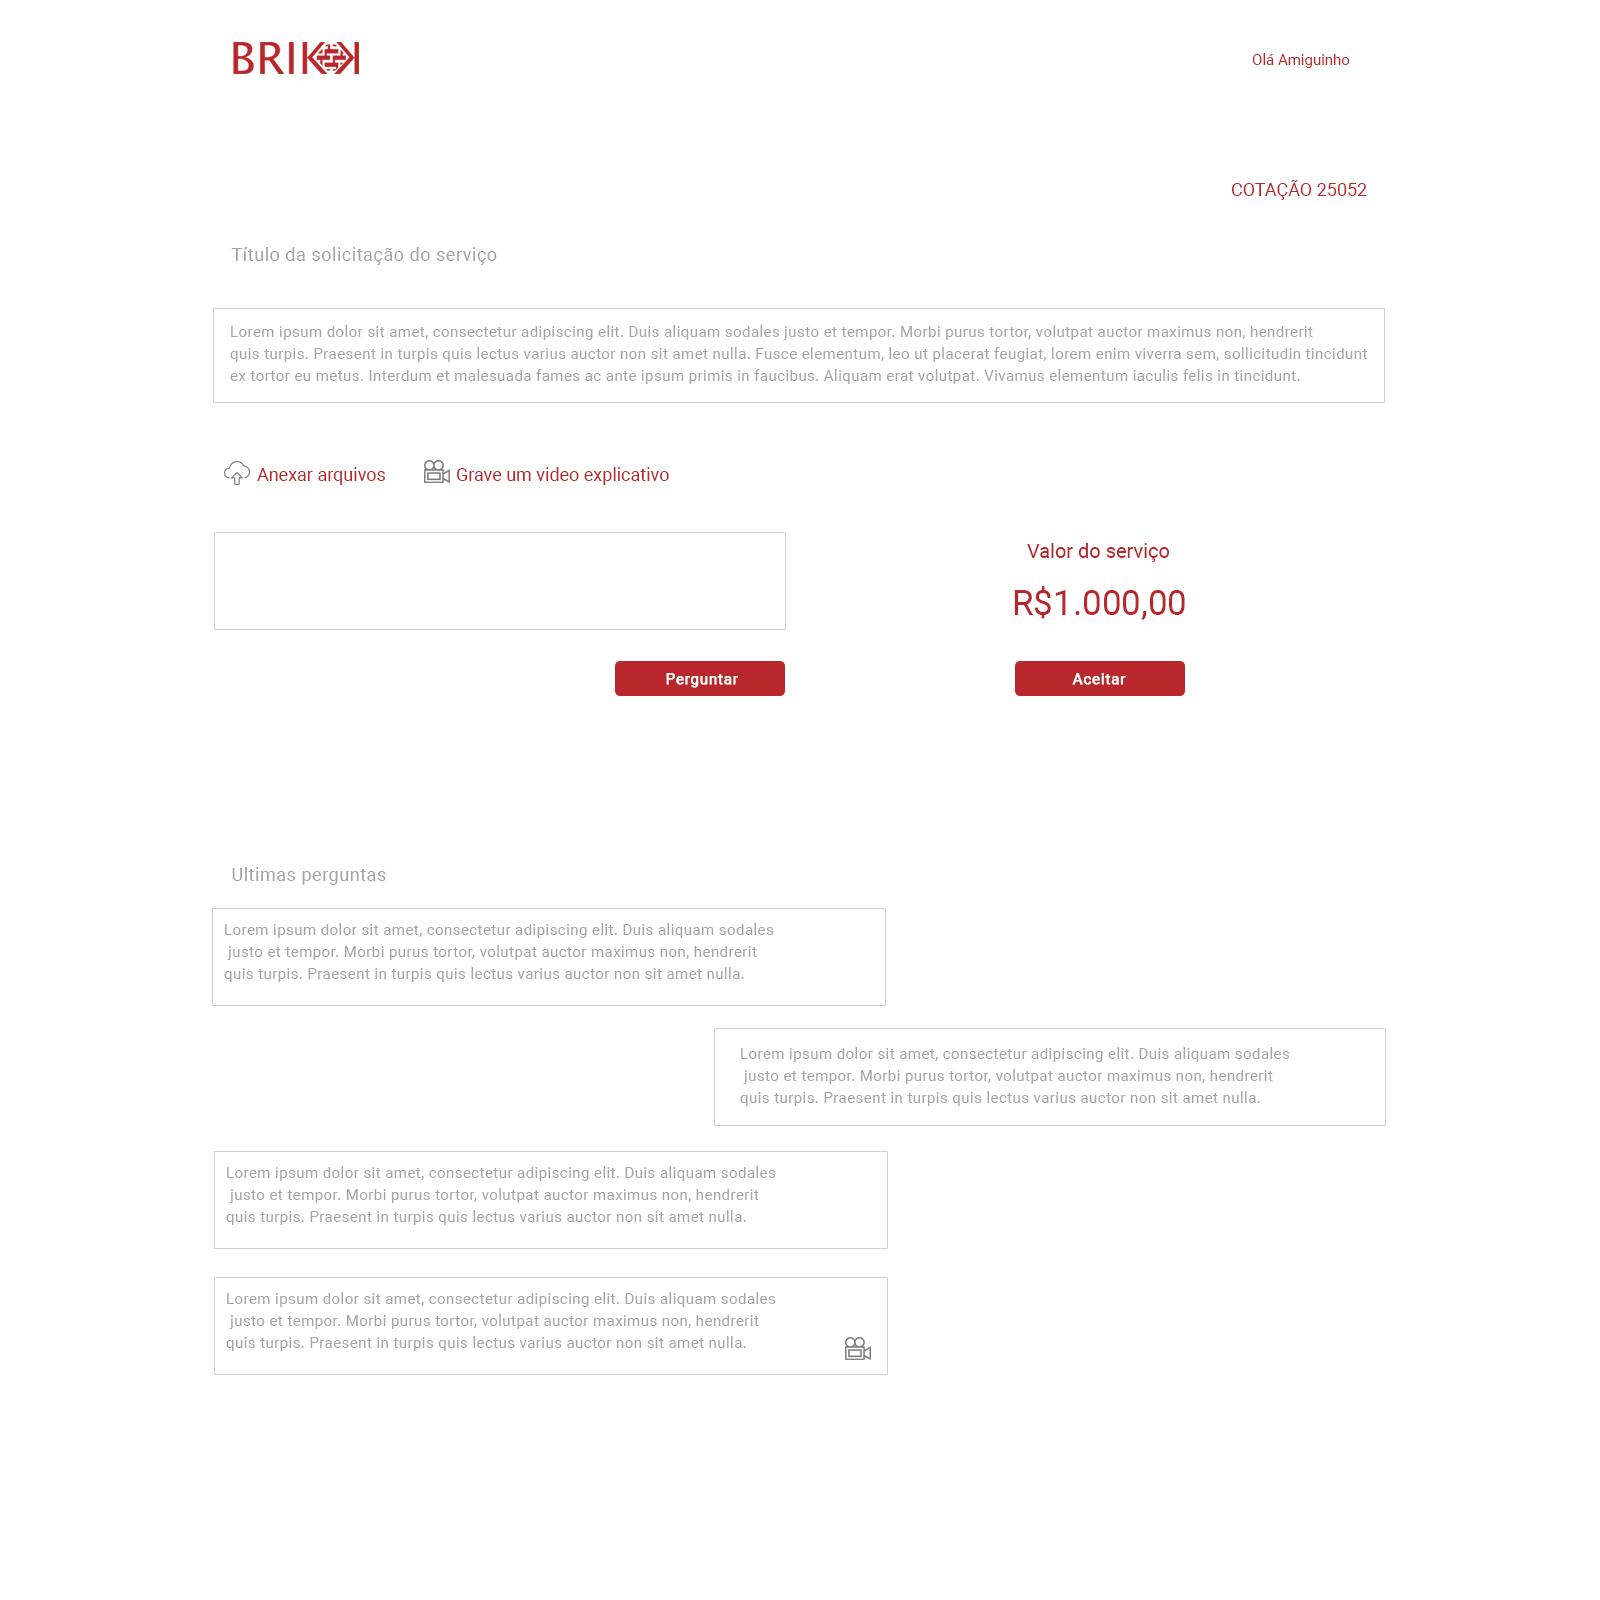 BRIKK
Olá Amiguinho
COTAÇÃO 25052
Título da solicitação do serviço
Lorem ipsum dolor sit amet, consectetur adipiscing elit. Duis aliquam sodales justo et tempor. Morbi purus tortor, volutpat auctor maximus non, hendrerit
quis turpis. Praesent in turpis quis lectus varius auctor non sit amet nulla. Fusce elementum, leo ut placerat feugiat, lorem enim viverra sem, sollicitudin tincidunt
ex tortor eu metus. Interdum et malesuada fames ac ante ipsum primis in faucibus. Aliquam erat volutpat. Vivamus elementum iaculis felis in tincidunt.
Anexar arquivos
Grave um video explicativo
Valor do serviço
R$1.000,00
Perguntar
Aceitar
Ultimas perguntas
Lorem ipsum dolor sit amet, consectetur adipiscing elit. Duis aliquam sodales
justo et tempor. Morbi purus tortor, volutpat auctor maximus non, hendrerit
quis turpis. Praesent in turpis quis lectus varius auctor non sit amet nulla.
Lorem ipsum dolor sit amet, consectetur adipiscing elit. Duis aliquam sodales
justo et tempor. Morbi purus tortor, volutpat auctor maximus non, hendrerit
quis turpis. Praesent in turpis quis lectus varius auctor non sit amet nulla.
Lorem ipsum dolor sit amet, consectetur adipiscing elit. Duis aliquam sodales
justo et tempor. Morbi purus tortor, volutpat auctor maximus non, hendrerit
quis turpis. Praesent in turpis quis lectus varius auctor non sit amet nulla.
Lorem ipsum dolor sit amet, consectetur adipiscing elit. Duis aliquam sodales
justo et tempor. Morbi purus tortor, volutpat auctor maximus non, hendrerit
quis turpis. Praesent in turpis quis lectus varius auctor non sit amet nulla.